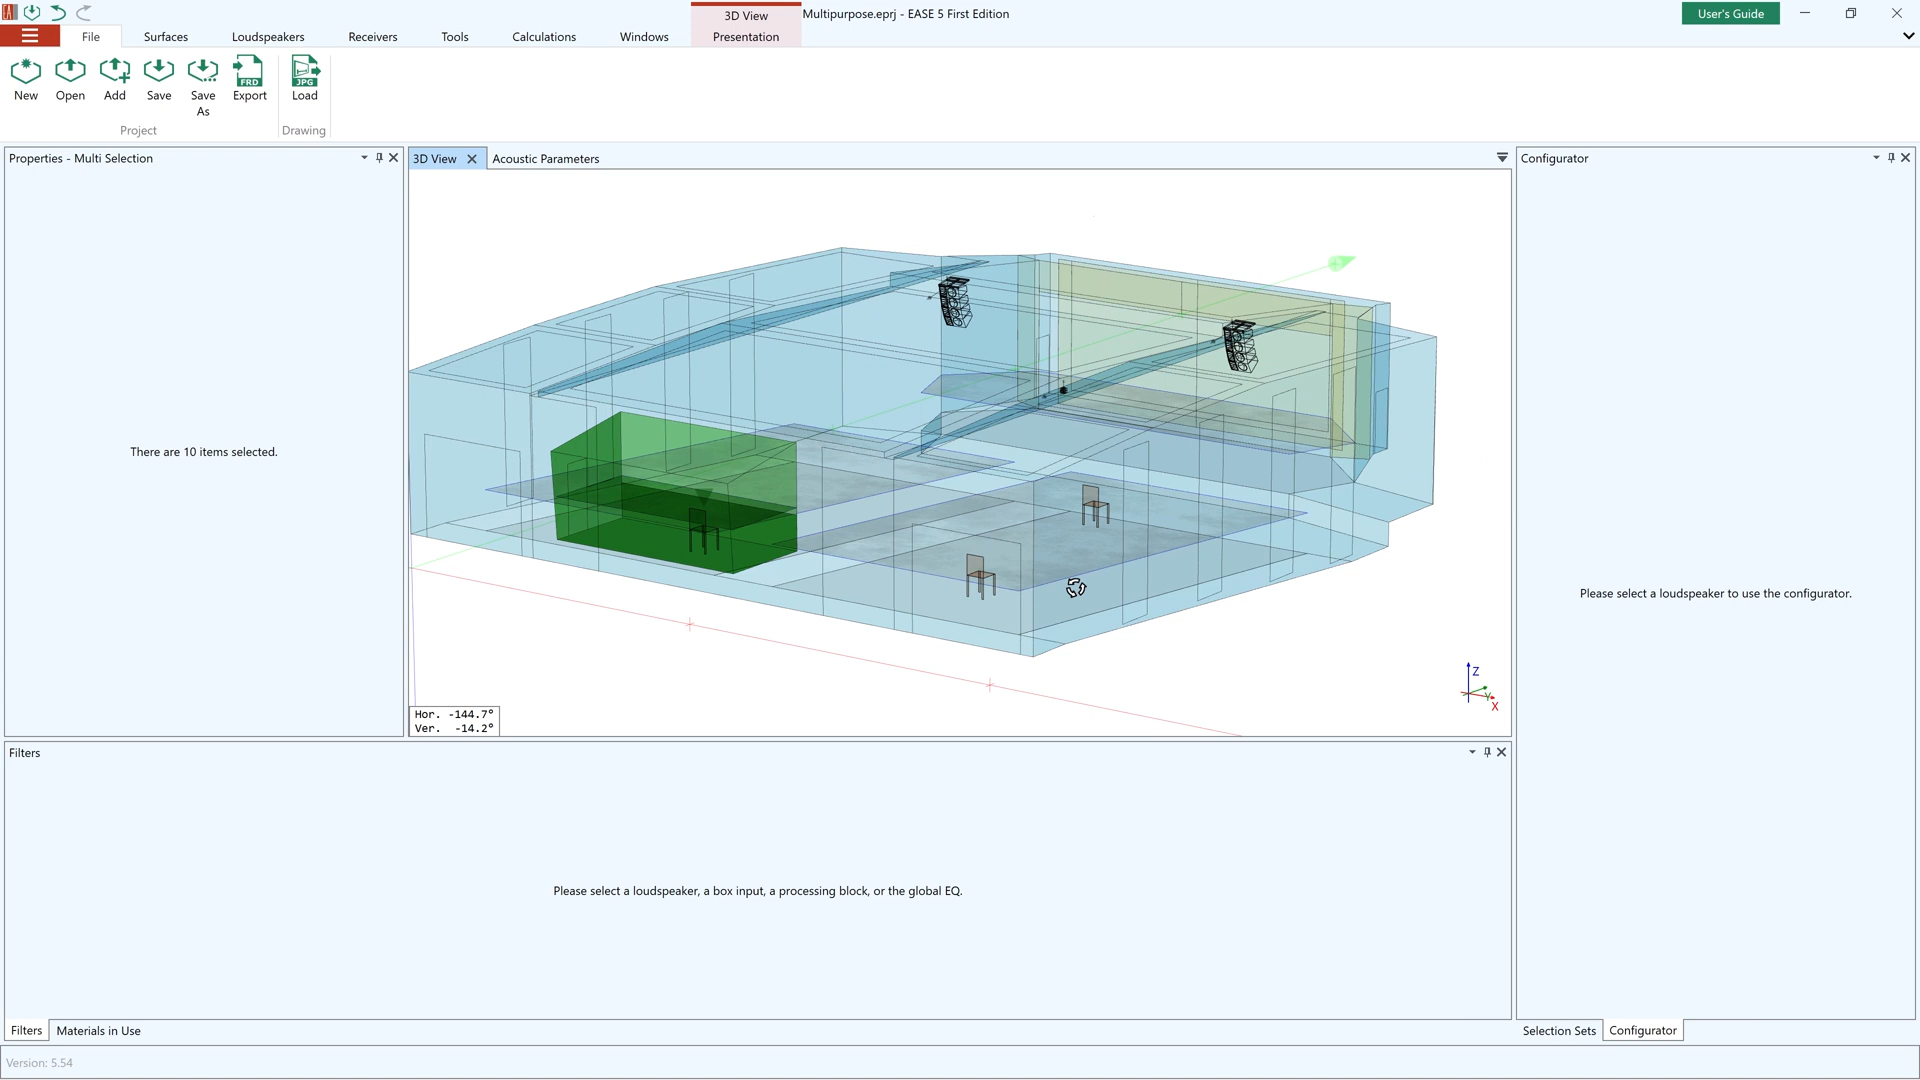 3D View
Multipurpose.eprj - EASE 5 First Edition
User's Guide
File
Surfaces
Loudspeakers
Receivers
Tools
Calculations
Windows
Presentation
New
Open
Add
Save
Save
As
Export
FRD
Load
JPG
Project
Drawing
Properties - Multi Selection
3D View
Acoustic Parameters
Configurator
There are 10 items selected.
Please select a loudspeaker to use the configurator.
Z
Y
X
Hor. -144.7°
Ver. -14.2°
Filters
Please select a loudspeaker, a box input, a processing block, or the global EQ.
Filters
Materials in Use
Selection Sets
Configurator
Version: 5.54